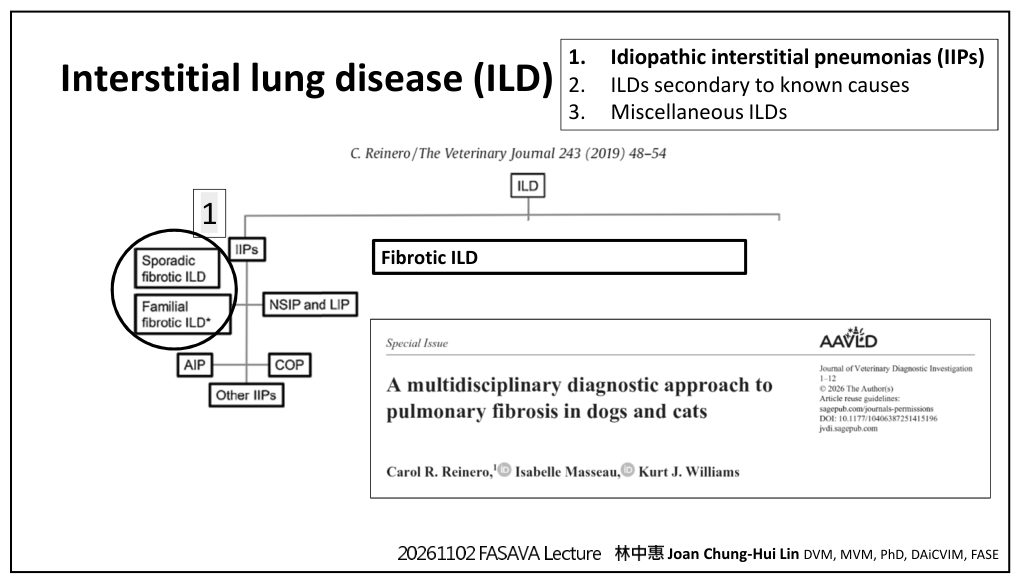 Interstitial lung disease (ILD)
1. Idiopathic interstitial pneumonias (IIPs)
2. ILDs secondary to known causes
3. Miscellaneous ILDs
C. Reinero/The Veterinary Journal 243 (2019) 48–54
ILD
1
IIPs
Sporadic
fibrotic ILD
Familial
fibrotic ILD*
NSIP and LIP
AIP
COP
Other IIPs
Fibrotic ILD
Special Issue
A multidisciplinary diagnostic approach to
pulmonary fibrosis in dogs and cats
Carol R. Reinero,1 iD Isabelle Masseau, iD Kurt J. Williams
AAVLD
Journal of Veterinary Diagnostic Investigation
1–12
© 2026 The Author(s)
Article reuse guidelines:
sagepub.com/journals-permissions
DOI: 10.1177/10406387251415196
jvdi.sagepub.com
20261102 FASAVA Lecture 林中惠 Joan Chung-Hui Lin DVM, MVM, PhD, DAiCVIM, FASE